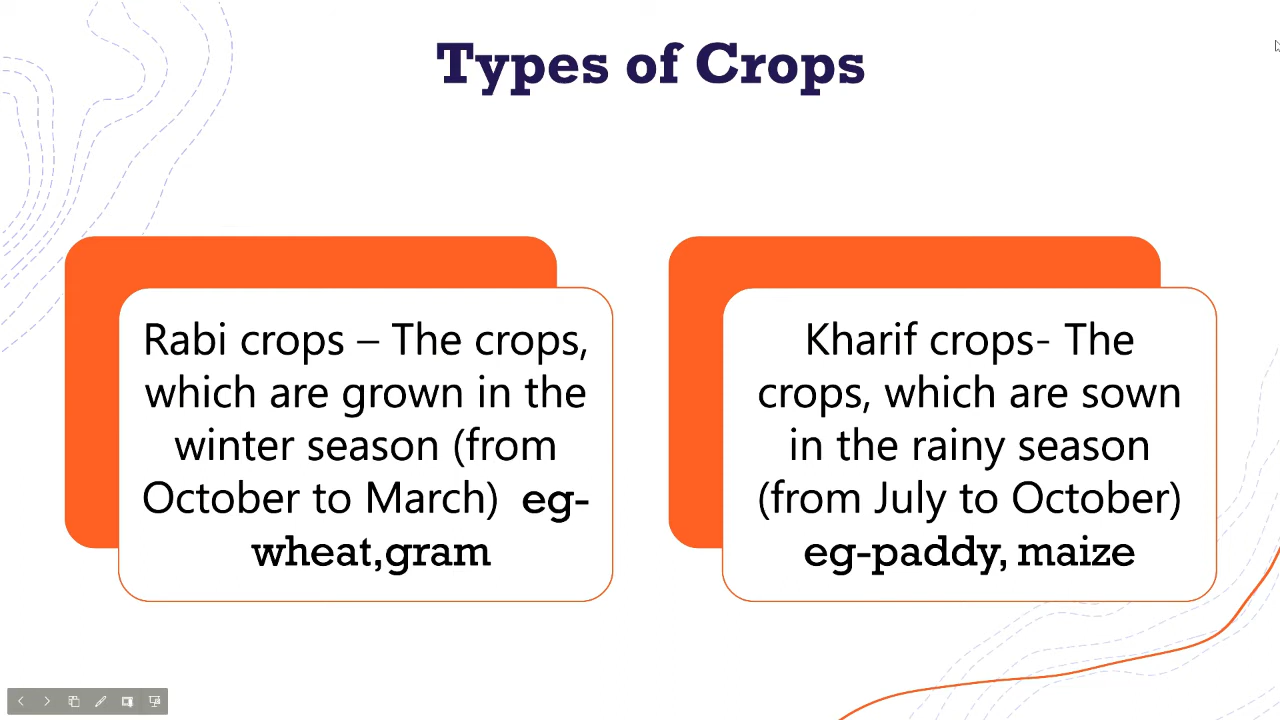 Types of Crops
Rabi crops – The crops,
which are grown in the
winter season (from
October to March)  eg-
wheat,gram
Kharif crops- The
crops, which are sown
in the rainy season
(from July to October)
eg-paddy, maize